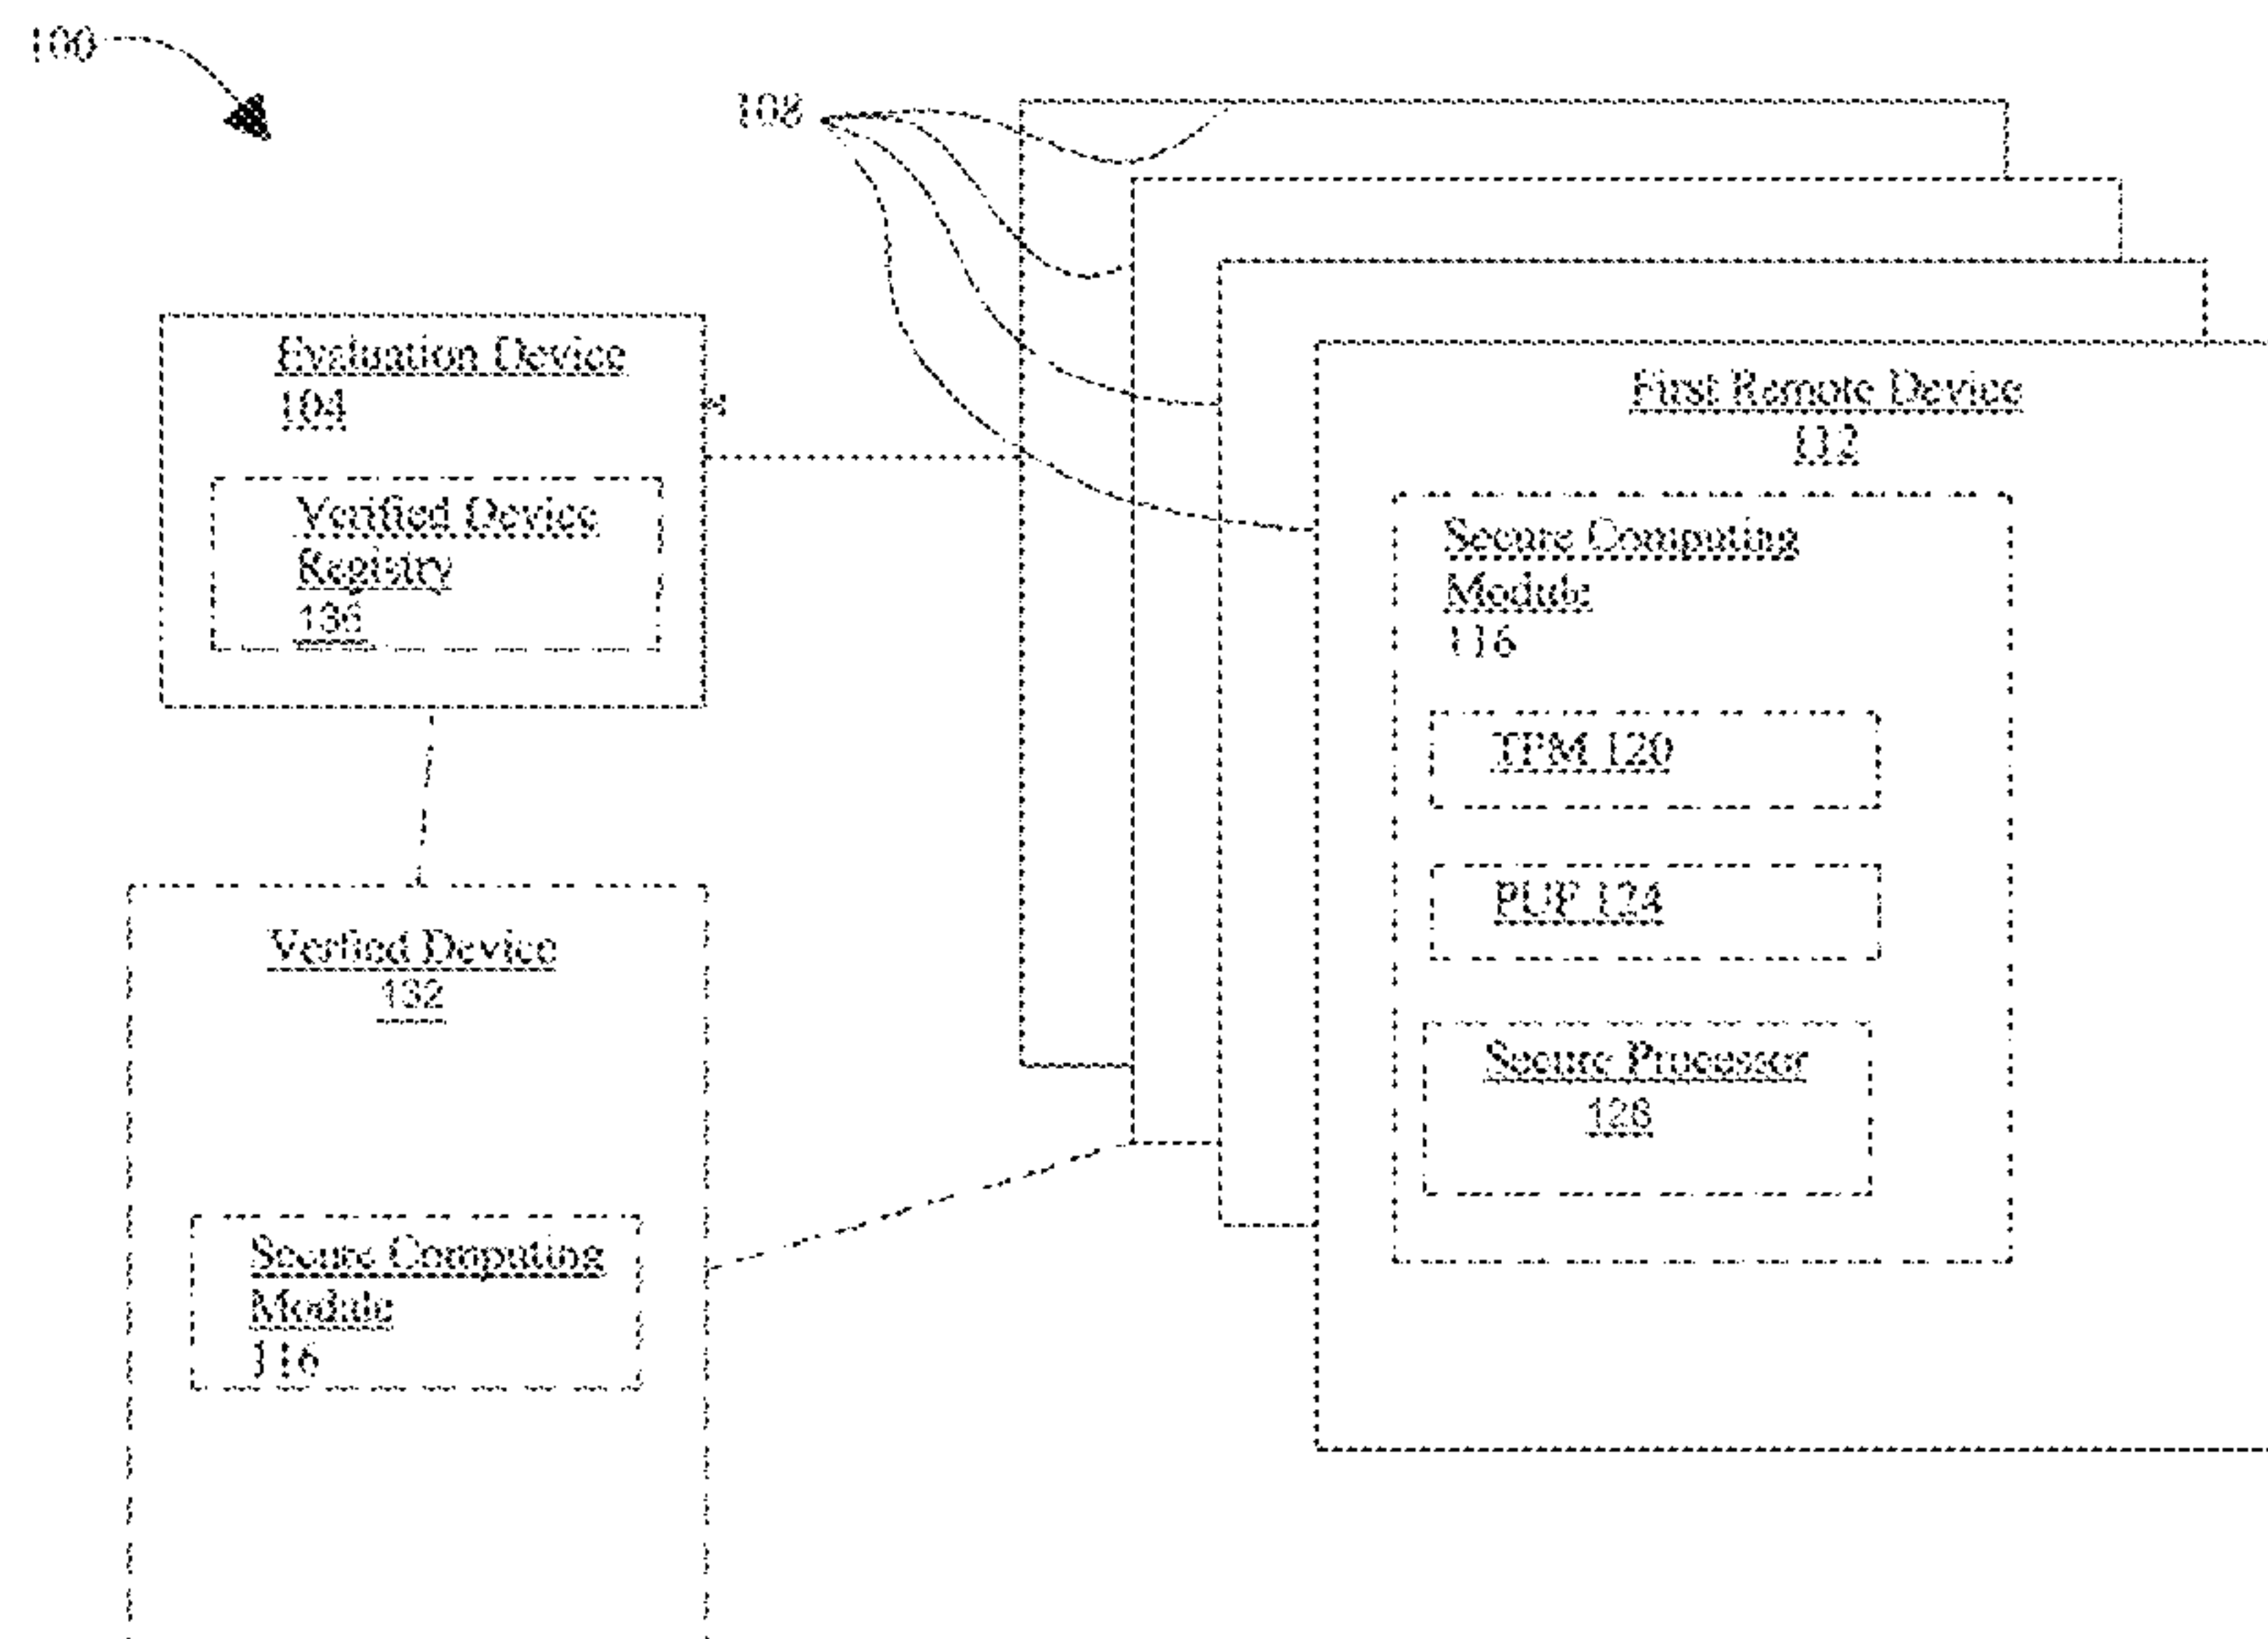 100
108
Evaluation Device
104
Verified Device
Registry
136
First Remote Device
112
Secure Computing
Module
116
TPM 120
PUF 124
Secure Processor
128
Verfied Device
132
Secure Computing
Module
116